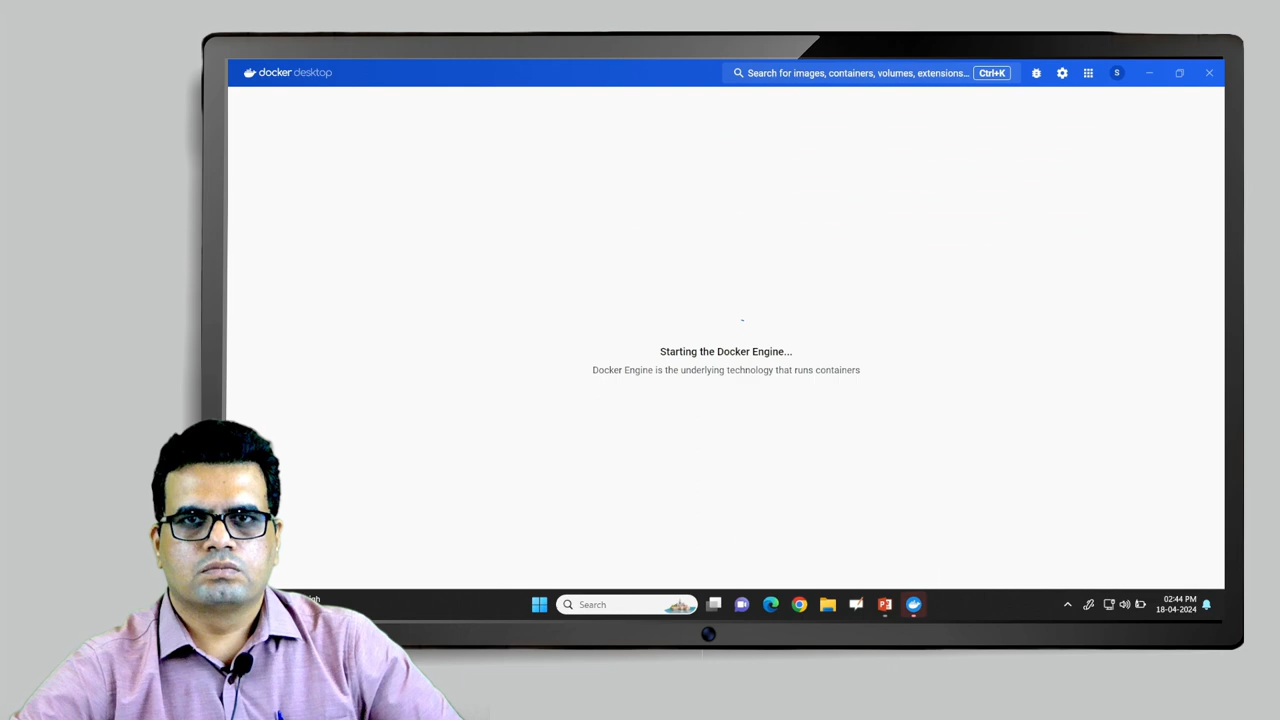 docker desktop
Search for images, containers, volumes, extensions... Ctrl+K
S
Starting the Docker Engine...
Docker Engine is the underlying technology that runs containers
Search
02:44 PM
18-04-2024